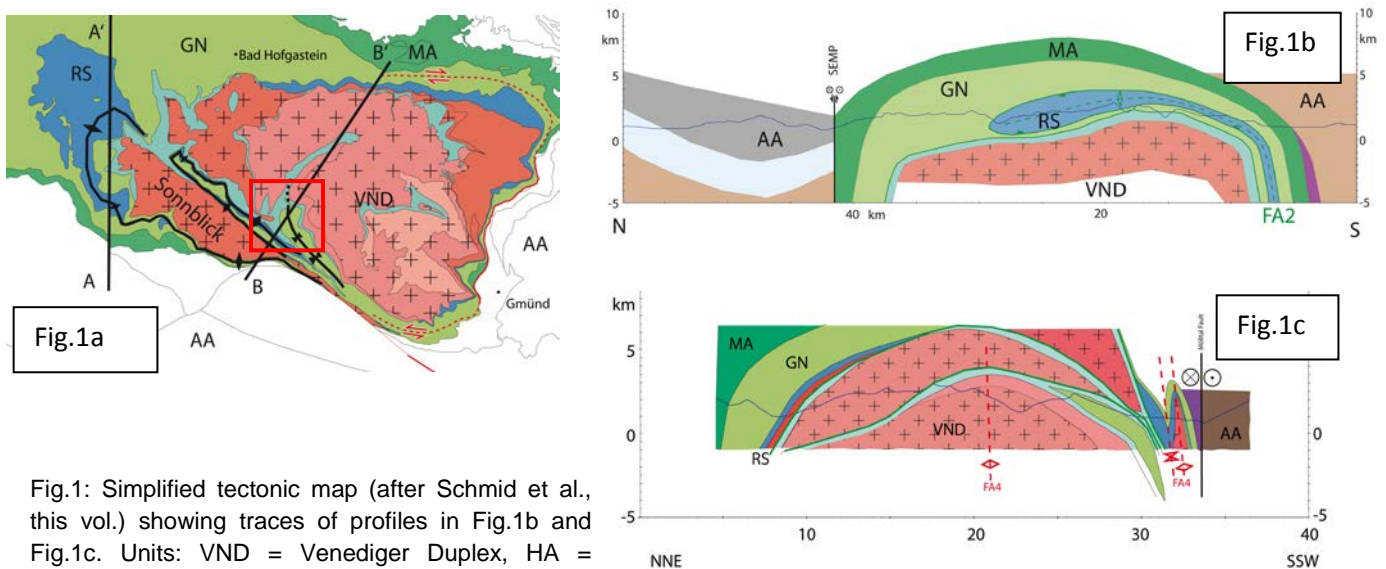 A'
GN
Bad Hofgastein
B'
MA
RS
Sonnblick
VND
AA
A
B
Gmünd
AA
Fig.1a
10
km
5
0
-5
N
SEMP
MA
GN
RS
AA
AA
VND
40 km
20
FA2
10
km
5
0
-5
S
Fig.1b
km
5
0
-5
MA
GN
RS
VND
FA4
FA4
Mölltal Fault
AA
5
0
-5
10
20
30
40
NNE
SSW
Fig.1c
Fig.1: Simplified tectonic map (after Schmid et al.,
this vol.) showing traces of profiles in Fig.1b and
Fig.1c. Units: VND = Venediger Duplex, HA =